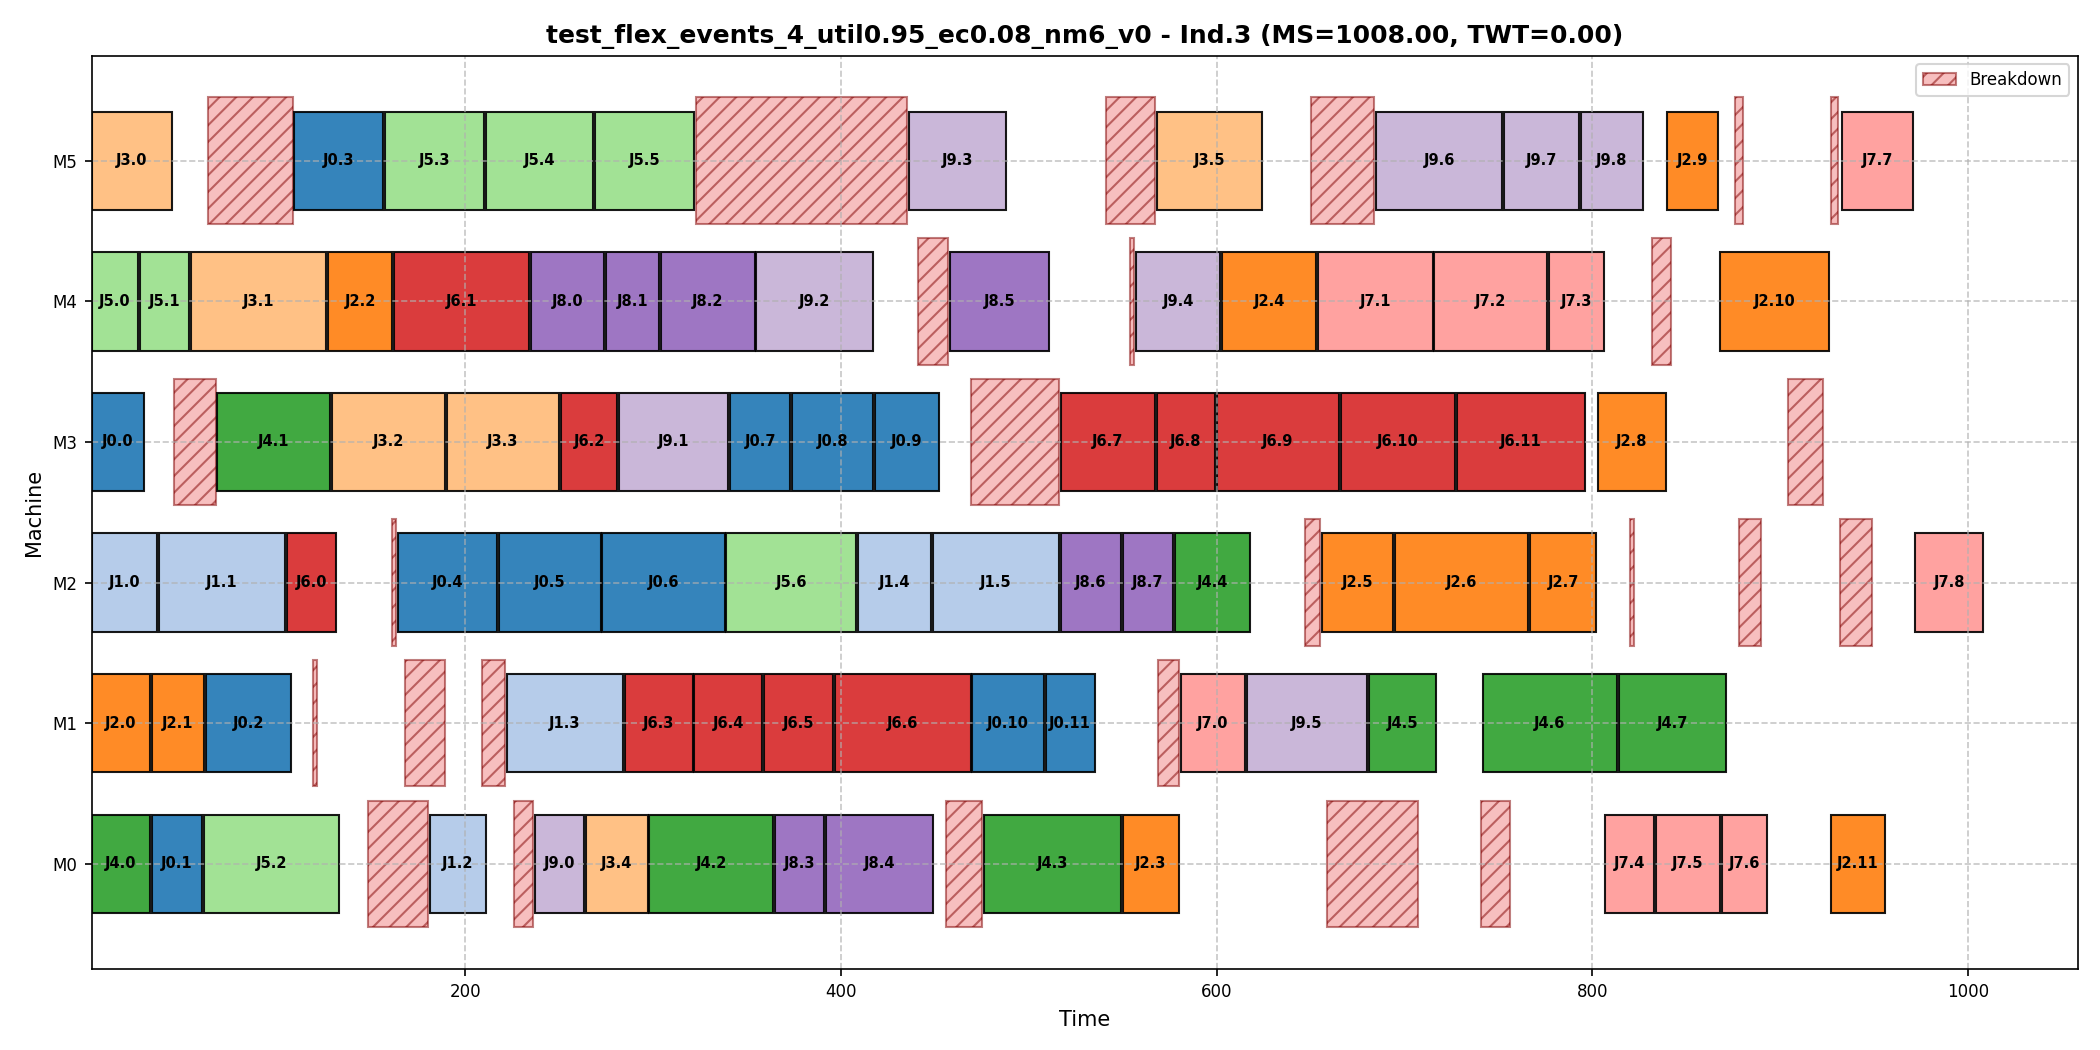 test_flex_events_4_util0.95_ec0.08_nm6_v0 - Ind.3 (MS=1008.00, TWT=0.00)
Breakdown
M5
J3.0 J0.3 J5.3 J5.4 J5.5 J9.3 J3.5 J9.6 J9.7 J9.8 J2.9 J7.7
M4
J5.0 J5.1 J3.1 J2.2 J6.1 J8.0 J8.1 J8.2 J9.2 J8.5 J9.4 J2.4 J7.1 J7.2 J7.3 J2.10
M3
J0.0 J4.1 J3.2 J3.3 J6.2 J9.1 J0.7 J0.8 J0.9 J6.7 J6.8 J6.9 J6.10 J6.11 J2.8
M2
J1.0 J1.1 J6.0 J0.4 J0.5 J0.6 J5.6 J1.4 J1.5 J8.6 J8.7 J4.4 J2.5 J2.6 J2.7 J7.8
M1
J2.0 J2.1 J0.2 J1.3 J6.3 J6.4 J6.5 J6.6 J0.10 J0.11 J7.0 J9.5 J4.5 J4.6 J4.7
M0
J4.0 J0.1 J5.2 J1.2 J9.0 J3.4 J4.2 J8.3 J8.4 J4.3 J2.3 J7.4 J7.5 J7.6 J2.11
Machine
200 400 600 800 1000
Time